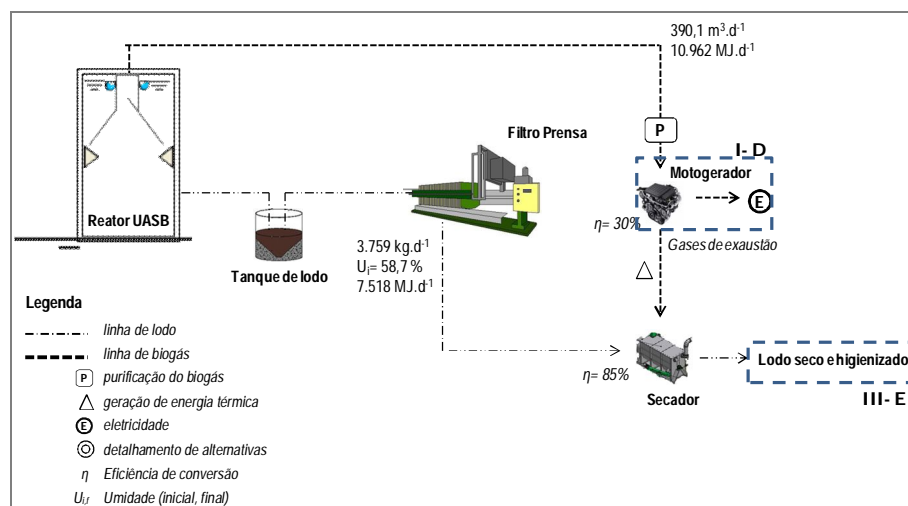 390,1 m³.d⁻¹
10.962 MJ.d⁻¹
Filtro Prensa
P
I- D
Motogerador
E
Reator UASB
η= 30%
Gases de exaustão
3.759 kg.d⁻¹
Uᵢ= 58,7 %
7.518 MJ.d⁻¹
Tanque de lodo
Legenda
linha de lodo
linha de biogás
P purificação do biogás
geração de energia térmica
E eletricidade
detalhamento de alternativas
η Eficiência de conversão
Ui,f Umidade (inicial, final)
η= 85%
Secador
Lodo seco e higienizado
III- E